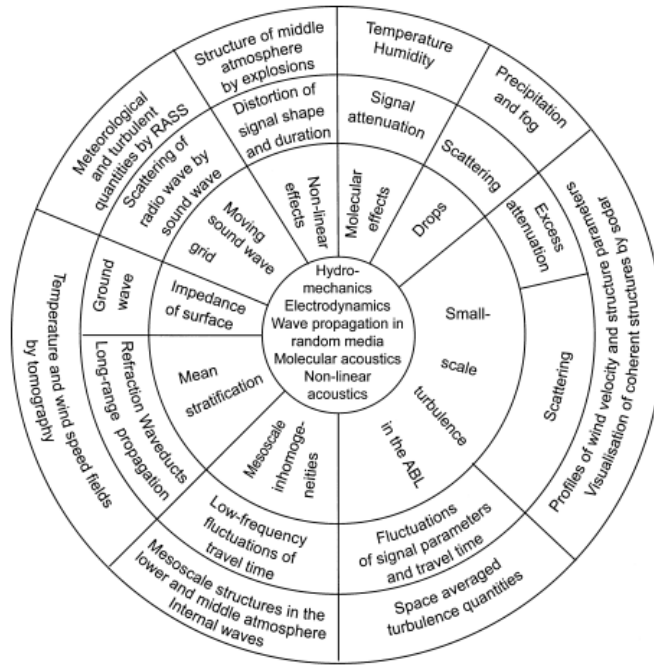 Structure of middle
atmosphere
by explosions
Temperature
Humidity
Precipitation
and fog
Profiles of wind velocity and structure parameters
Visualisation of coherent structures by sodar
Space averaged
turbulence quantities
Mesoscale structures in the
lower and middle atmosphere
Internal waves
Temperature and wind speed fields
by tomography
Meteorological
and turbulent
quantities by RASS
Distortion of
signal shape
and duration
Signal
attenuation
Scattering
Excess
attenuation
Scattering
Fluctuations
of signal parameters
and travel time
Low-frequency
fluctuations of
travel time
Refraction Waveducts
Long-range propagation
Ground
wave
Scattering of
radio wave by
sound wave
Non-linear
effects
Molecular
effects
Drops
Small-
scale
turbulence
in the ABL
Mesoscale
inhomoge-
neities
Mean
stratification
Impedance
of surface
Moving
sound wave
grid
Hydro-
mechanics
Electrodynamics
Wave propagation in
random media
Molecular acoustics
Non-linear
acoustics